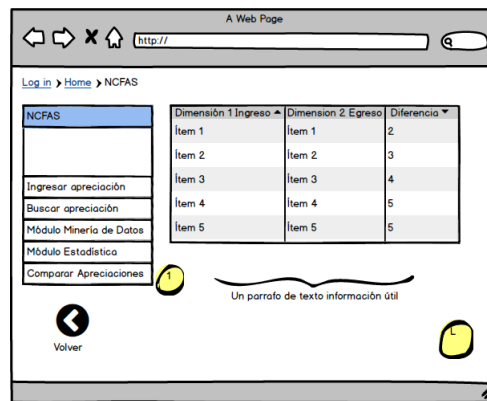 A Web Page
http://
Log in > Home > NCFAS
NCFAS
Ingresar apreciación
Buscar apreciación
Módulo Minería de Datos
Módulo Estadística
Comparar Apreciaciones
Dimensión 1 Ingreso Dimension 2 Egreso Diferencia
Ítem 1 Ítem 1 2
Ítem 2 Ítem 2 3
Ítem 3 Ítem 3 4
Ítem 4 Ítem 4 5
Ítem 5 Ítem 5 5
1
Un parrafo de texto información útil
Volver
L